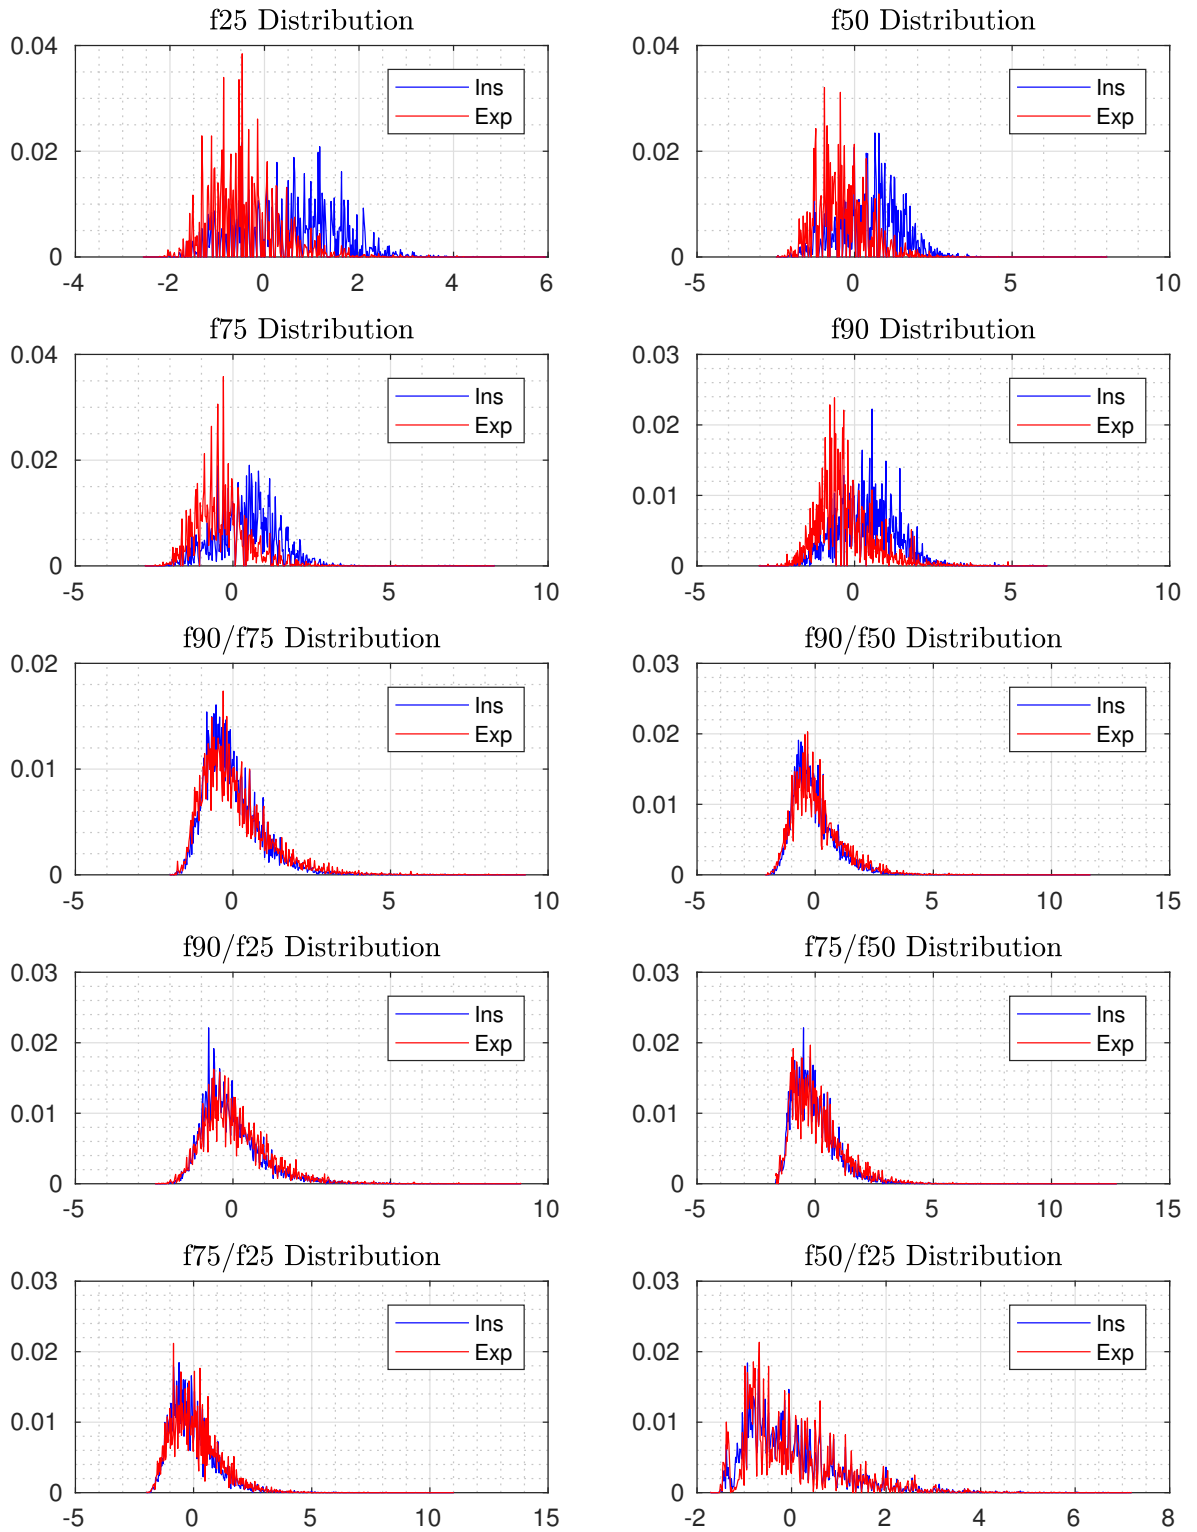 f25 Distribution
0.04
0.02
0
-4 -2 0 2 4 6
Ins
Exp
f50 Distribution
0.04
0.02
0
-5 0 5 10
Ins
Exp
f75 Distribution
0.04
0.02
0
-5 0 5 10
Ins
Exp
f90 Distribution
0.03
0.02
0.01
0
-5 0 5 10
Ins
Exp
f90/f75 Distribution
0.02
0.01
0
-5 0 5 10
Ins
Exp
f90/f50 Distribution
0.03
0.02
0.01
0
-5 0 5 10 15
Ins
Exp
f90/f25 Distribution
0.03
0.02
0.01
0
-5 0 5 10
Ins
Exp
f75/f50 Distribution
0.03
0.02
0.01
0
-5 0 5 10 15
Ins
Exp
f75/f25 Distribution
0.03
0.02
0.01
0
-5 0 5 10 15
Ins
Exp
f50/f25 Distribution
0.03
0.02
0.01
0
-2 0 2 4 6 8
Ins
Exp